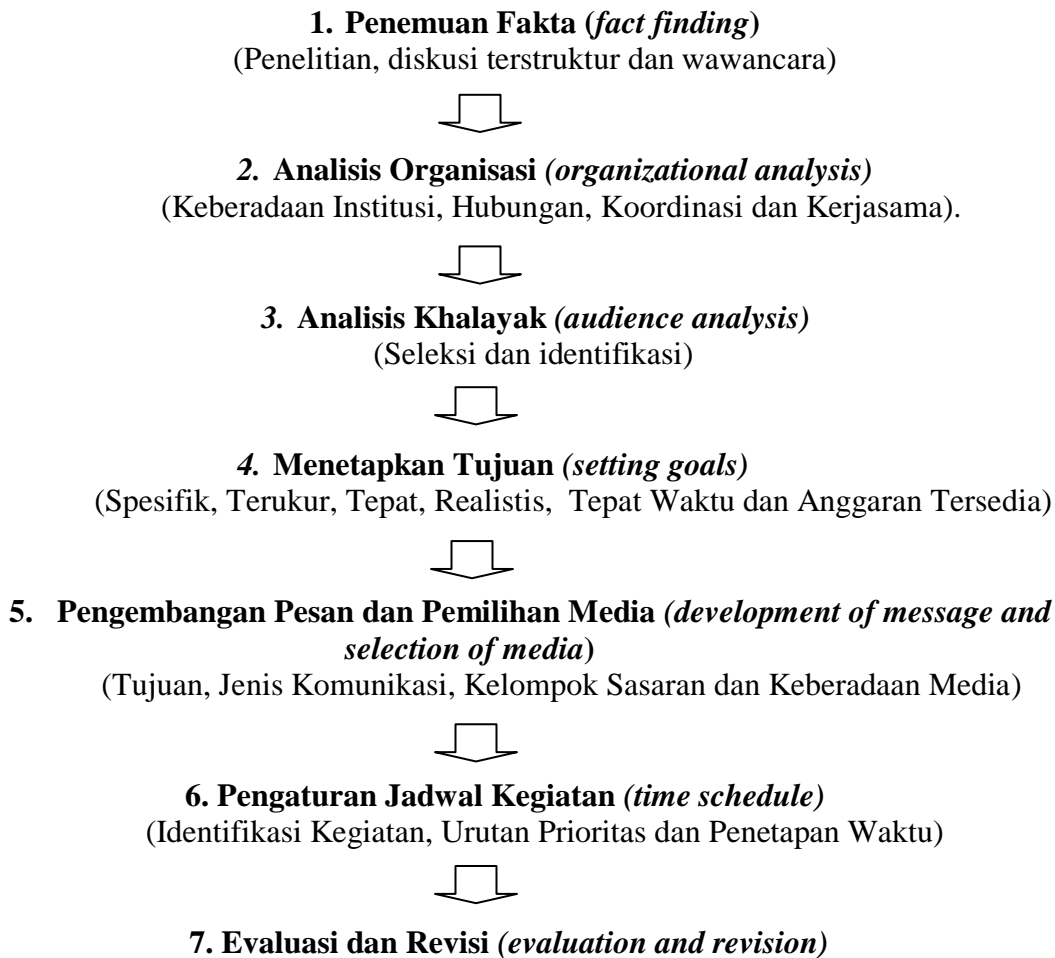 1. Penemuan Fakta (fact finding)
(Penelitian, diskusi terstruktur dan wawancara)
2. Analisis Organisasi (organizational analysis)
(Keberadaan Institusi, Hubungan, Koordinasi dan Kerjasama).
3. Analisis Khalayak (audience analysis)
(Seleksi dan identifikasi)
4. Menetapkan Tujuan (setting goals)
(Spesifik, Terukur, Tepat, Realistis, Tepat Waktu dan Anggaran Tersedia)
5. Pengembangan Pesan dan Pemilihan Media (development of message and
selection of media)
(Tujuan, Jenis Komunikasi, Kelompok Sasaran dan Keberadaan Media)
6. Pengaturan Jadwal Kegiatan (time schedule)
(Identifikasi Kegiatan, Urutan Prioritas dan Penetapan Waktu)
7. Evaluasi dan Revisi (evaluation and revision)